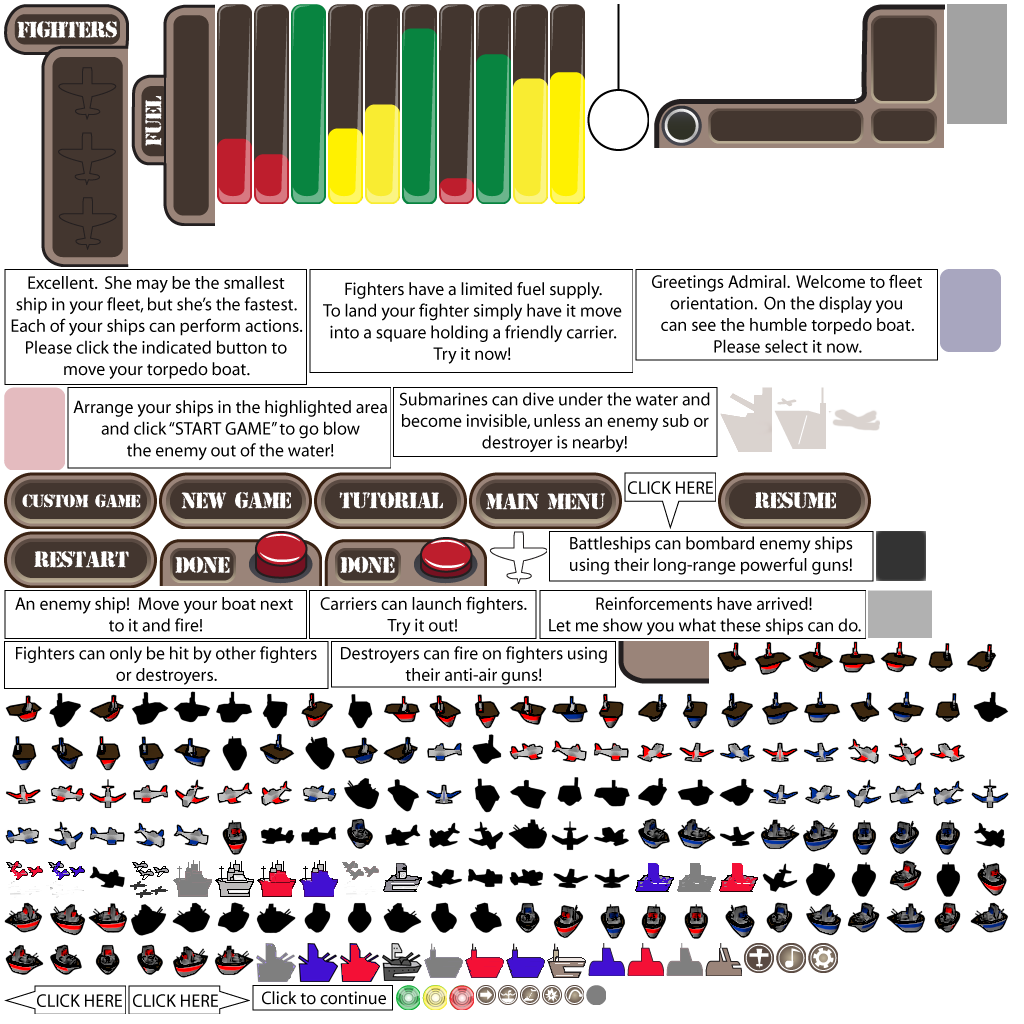 FIGHTERS
FUEL
Excellent. She may be the smallest
ship in your fleet, but she's the fastest.
Each of your ships can perform actions.
Please click the indicated button to
move your torpedo boat.
Fighters have a limited fuel supply.
To land your fighter simply have it move
into a square holding a friendly carrier.
Try it now!
Greetings Admiral. Welcome to fleet
orientation. On the display you
can see the humble torpedo boat.
Please select it now.
Arrange your ships in the highlighted area
and click "START GAME" to go blow
the enemy out of the water!
Submarines can dive under the water and
become invisible, unless an enemy sub or
destroyer is nearby!
CUSTOM GAME
NEW GAME
TUTORIAL
MAIN MENU
CLICK HERE
RESUME
RESTART
DONE
DONE
Battleships can bombard enemy ships
using their long-range powerful guns!
An enemy ship! Move your boat next
to it and fire!
Carriers can launch fighters.
Try it out!
Reinforcements have arrived!
Let me show you what these ships can do.
Fighters can only be hit by other fighters
or destroyers.
Destroyers can fire on fighters using
their anti-air guns!
CLICK HERE
CLICK HERE
Click to continue